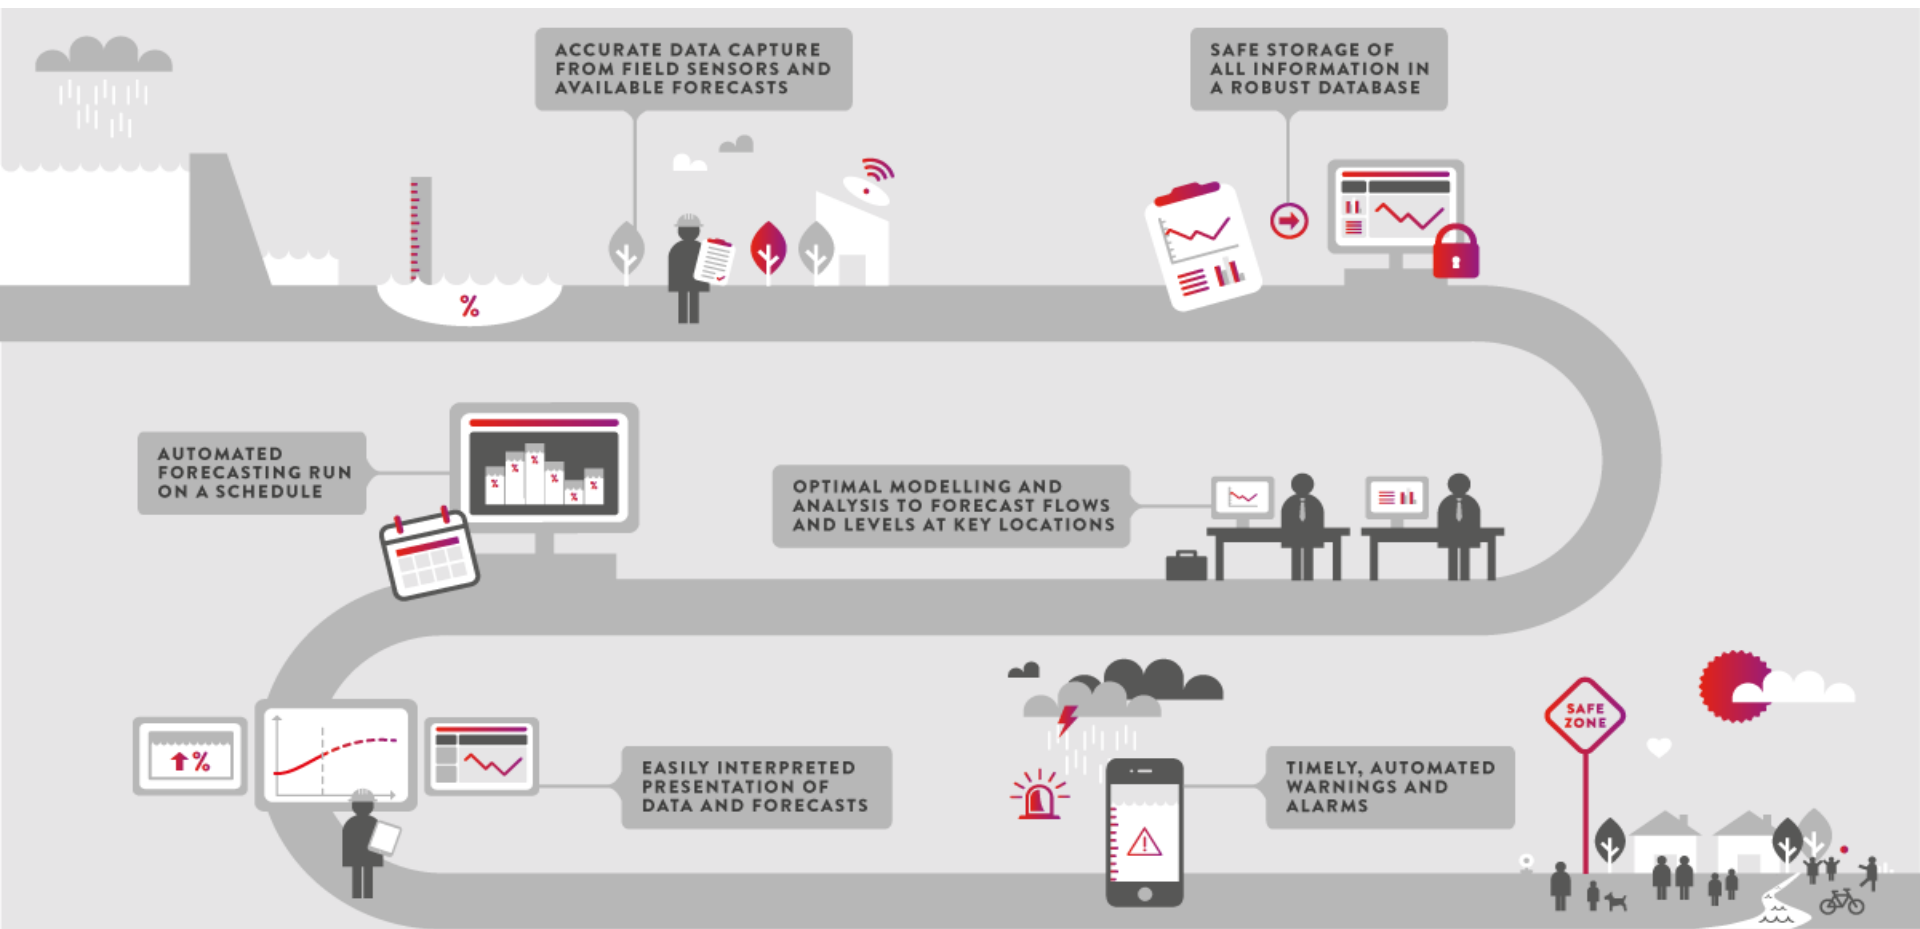 ACCURATE DATA CAPTURE
FROM FIELD SENSORS AND
AVAILABLE FORECASTS
SAFE STORAGE OF
ALL INFORMATION IN
A ROBUST DATABASE
%
OPTIMAL MODELLING AND
ANALYSIS TO FORECAST FLOWS
AND LEVELS AT KEY LOCATIONS
AUTOMATED
FORECASTING RUN
ON A SCHEDULE
% % % % % %
%
EASILY INTERPRETED
PRESENTATION OF
DATA AND FORECASTS
!
TIMELY, AUTOMATED
WARNINGS AND
ALARMS
SAFE
ZONE